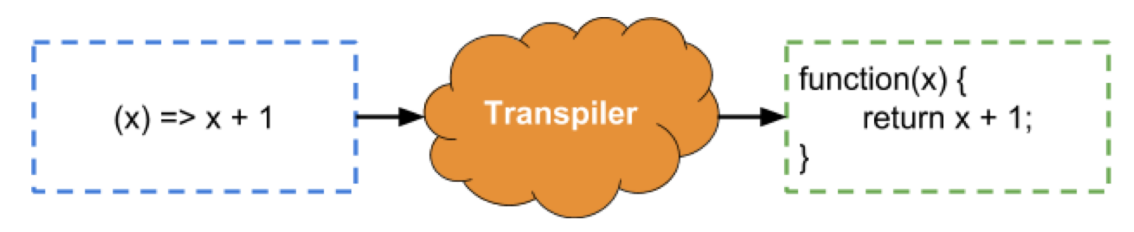 (x) => x + 1
Transpiler
function(x) {
return x + 1;
}